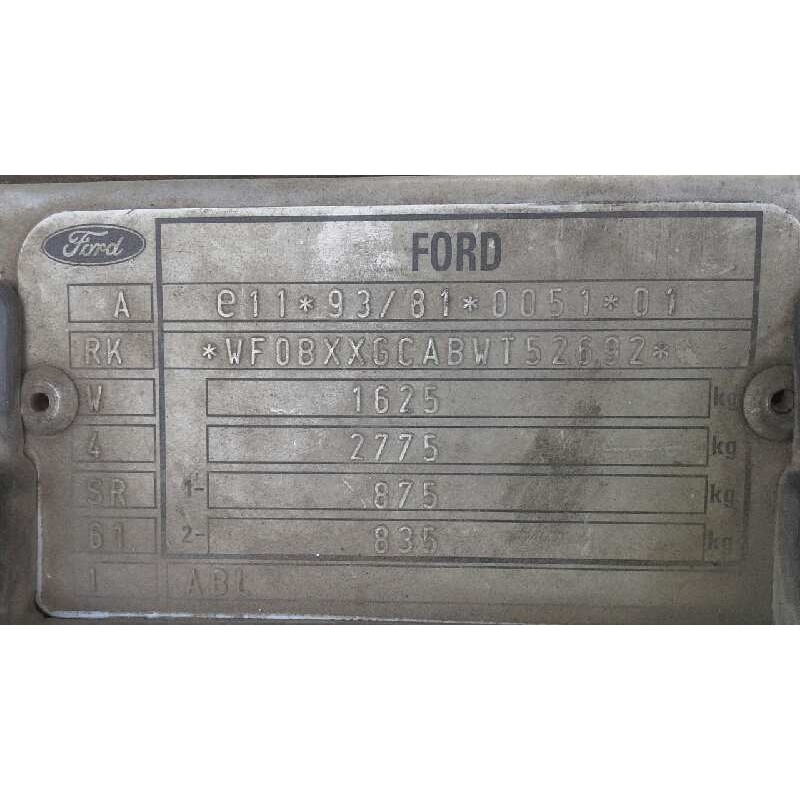 Ford FORD
A e11*93/81*0051*01
RK *WF0BXXGCABWT52692*
W 1625 kg
4 2775 kg
SR 1- 875 kg
61 2- 835 kg
1